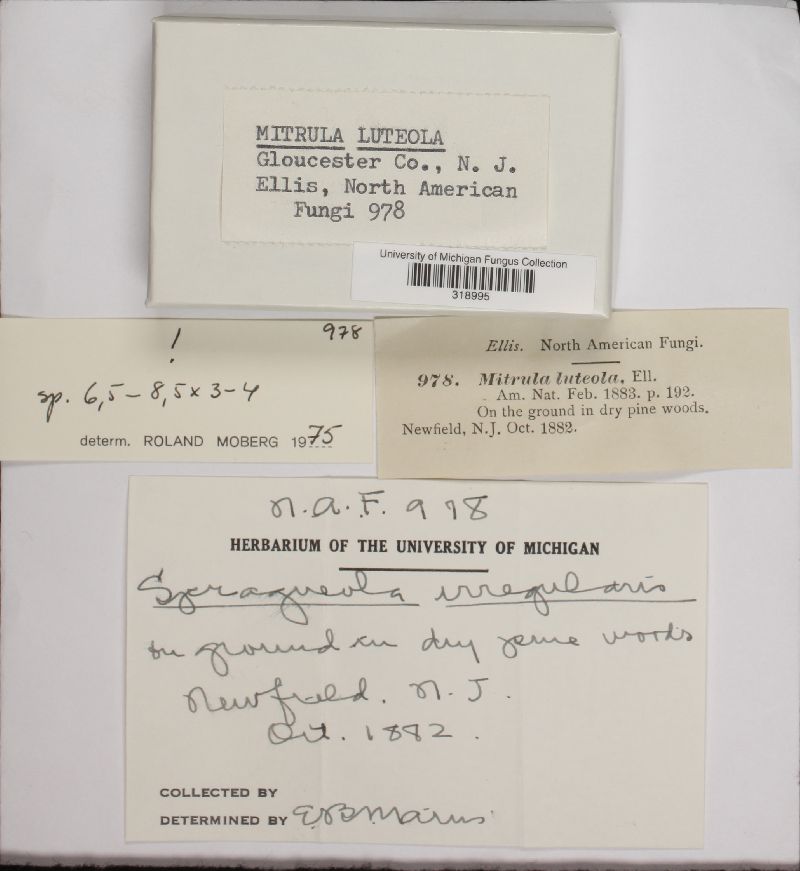 MITRULA LUTEOLA
Gloucester Co., N. J.
Ellis, North American
Fungi 978
University of Michigan Fungus Collection
318995
! 978
sp. 6,5 – 8,5 x 3–4
determ. ROLAND MOBERG 1975
Ellis. North American Fungi.
978. Mitrula luteola, Ell.
Am. Nat. Feb. 1883. p. 192.
On the ground in dry pine woods.
Newfield, N.J. Oct. 1882.
N.A.F. 978
HERBARIUM OF THE UNIVERSITY OF MICHIGAN
Spragueola irregularis
on ground in dry pine woods
Newfield. N.J.
Oct. 1882.
COLLECTED BY
DETERMINED BY E B Mains